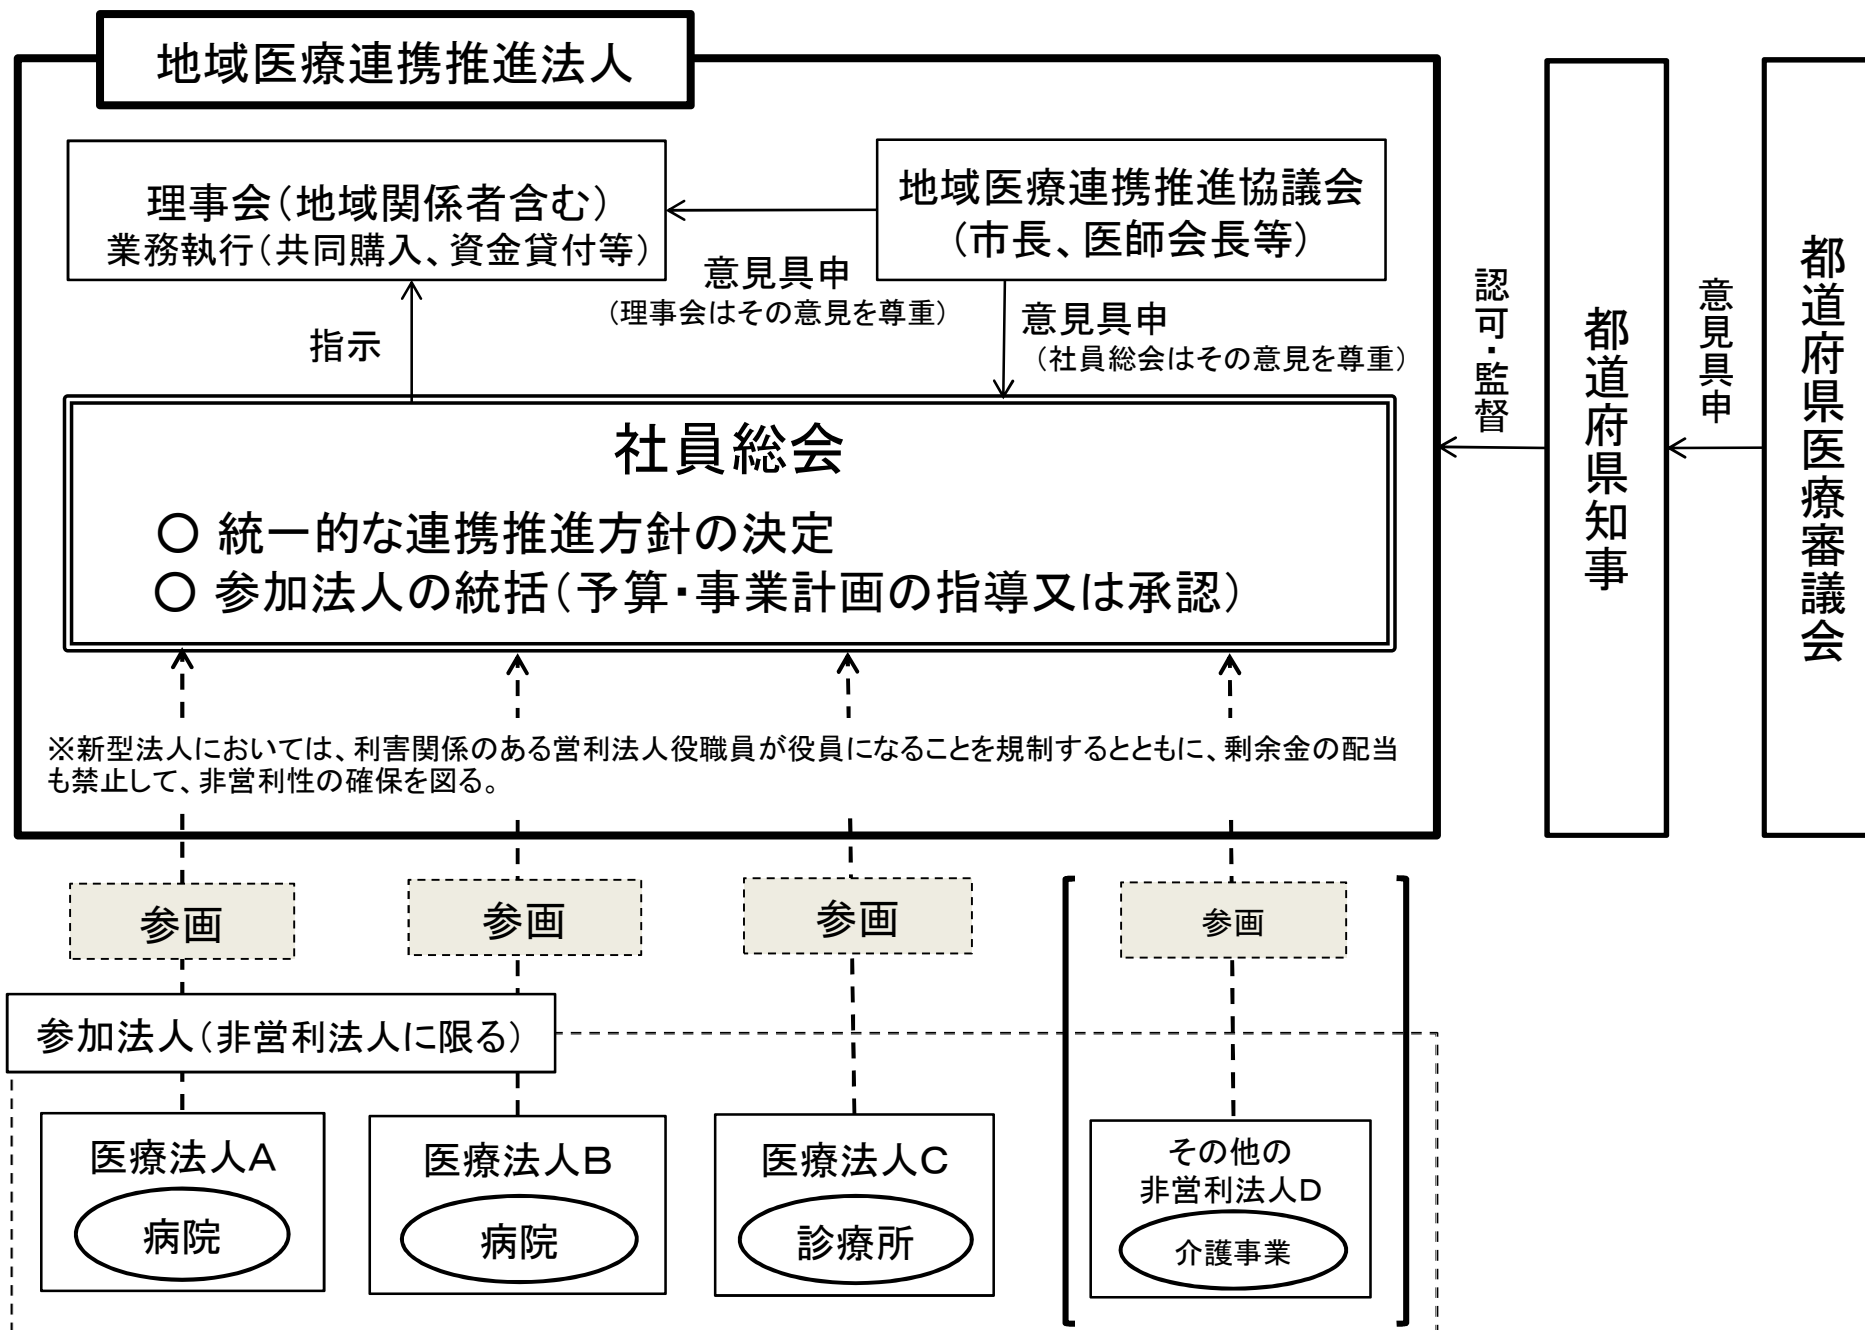 地域医療連携推進法人
理事会(地域関係者含む)
業務執行(共同購入、資金貸付等)
地域医療連携推進協議会
(市長、医師会長等)
意見具申
(理事会はその意見を尊重)
意見具申
(社員総会はその意見を尊重)
指示
社員総会
○ 統一的な連携推進方針の決定
○ 参加法人の統括(予算・事業計画の指導又は承認)
※新型法人においては、利害関係のある営利法人役職員が役員になることを規制するとともに、剰余金の配当
も禁止して、非営利性の確保を図る。
認可・監督
都道府県知事
意見具申
都道府県医療審議会
参画
参画
参画
参画
参加法人(非営利法人に限る)
医療法人A
病院
医療法人B
病院
医療法人C
診療所
その他の
非営利法人D
介護事業